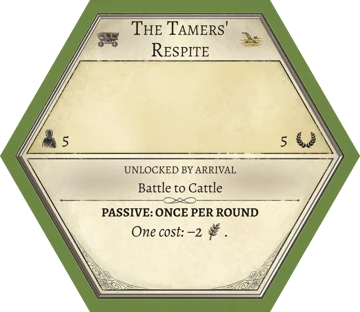 The Tamers'
Respite
5 5
UNLOCKED BY ARRIVAL
Battle to Cattle
PASSIVE: ONCE PER ROUND
One cost: −2 .